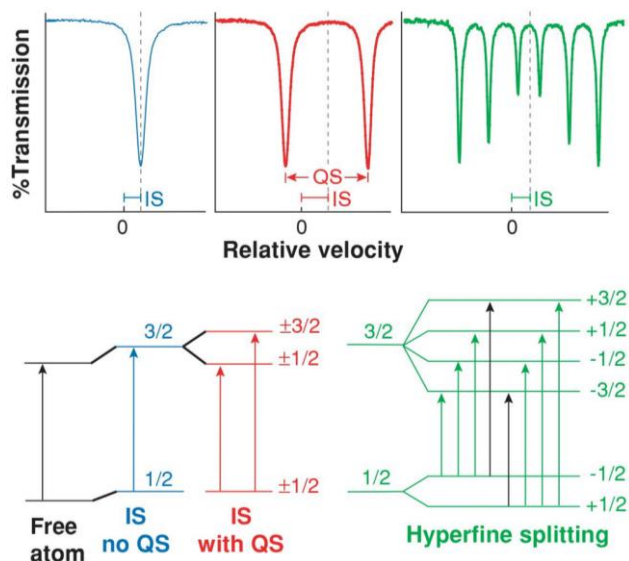 %Transmission
IS
0
QS
IS
0
IS
0
Relative velocity
3/2
1/2
±3/2
±1/2
±1/2
3/2
1/2
+3/2
+1/2
-1/2
-3/2
-1/2
+1/2
Free
atom
IS
no QS
IS
with QS
Hyperfine splitting